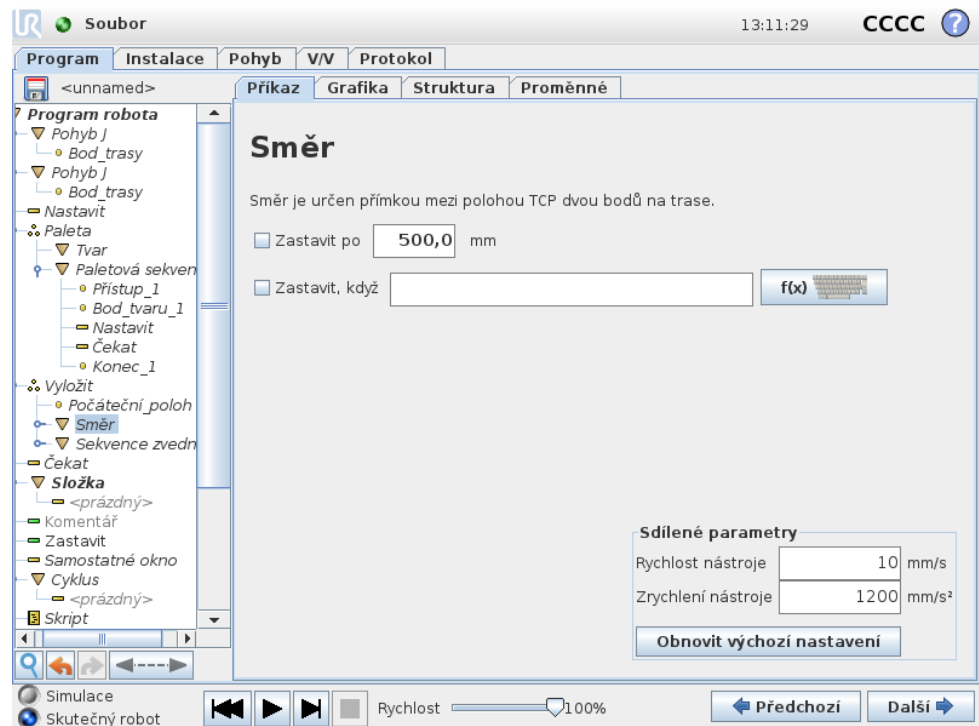 UR Soubor 13:11:29 CCCC ?
Program Instalace Pohyb V/V Protokol
<unnamed>
Příkaz Grafika Struktura Proměnné
Program robota
Pohyb J
Bod_trasy
Pohyb J
Bod_trasy
Nastavit
Paleta
Tvar
Paletová sekven
Přístup_1
Bod_tvaru_1
Nastavit
Čekat
Konec_1
Vyložit
Počáteční_poloh
Směr
Sekvence zvedn
Čekat
Složka
<prázdný>
Komentář
Zastavit
Samostatné okno
Cyklus
<prázdný>
Skript
Směr
Směr je určen přímkou mezi polohou TCP dvou bodů na trase.
Zastavit po 500,0 mm
Zastavit, když f(x)
Sdílené parametry
Rychlost nástroje 10 mm/s
Zrychlení nástroje 1200 mm/s²
Obnovit výchozí nastavení
Simulace
Skutečný robot
Rychlost 100%
Předchozí Další